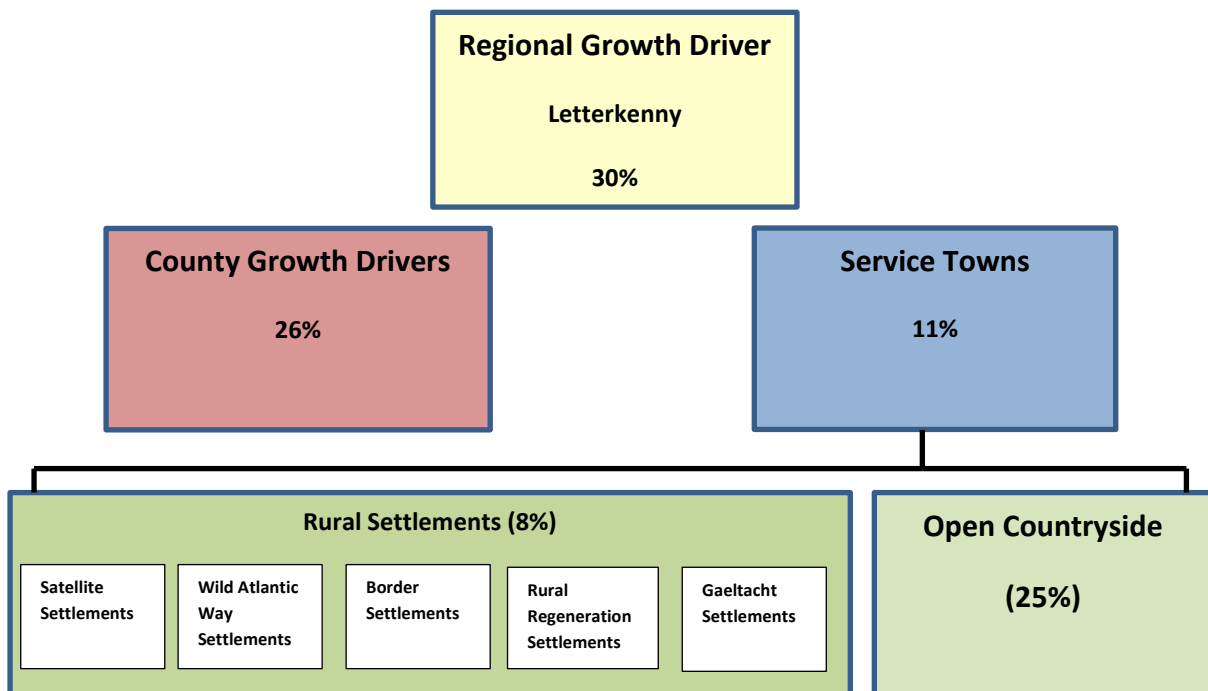 Regional Growth Driver
Letterkenny
30%
County Growth Drivers
26%
Service Towns
11%
Rural Settlements (8%)
Satellite
Settlements
Wild Atlantic
Way
Settlements
Border
Settlements
Rural
Regeneration
Settlements
Gaeltacht
Settlements
Open Countryside
(25%)